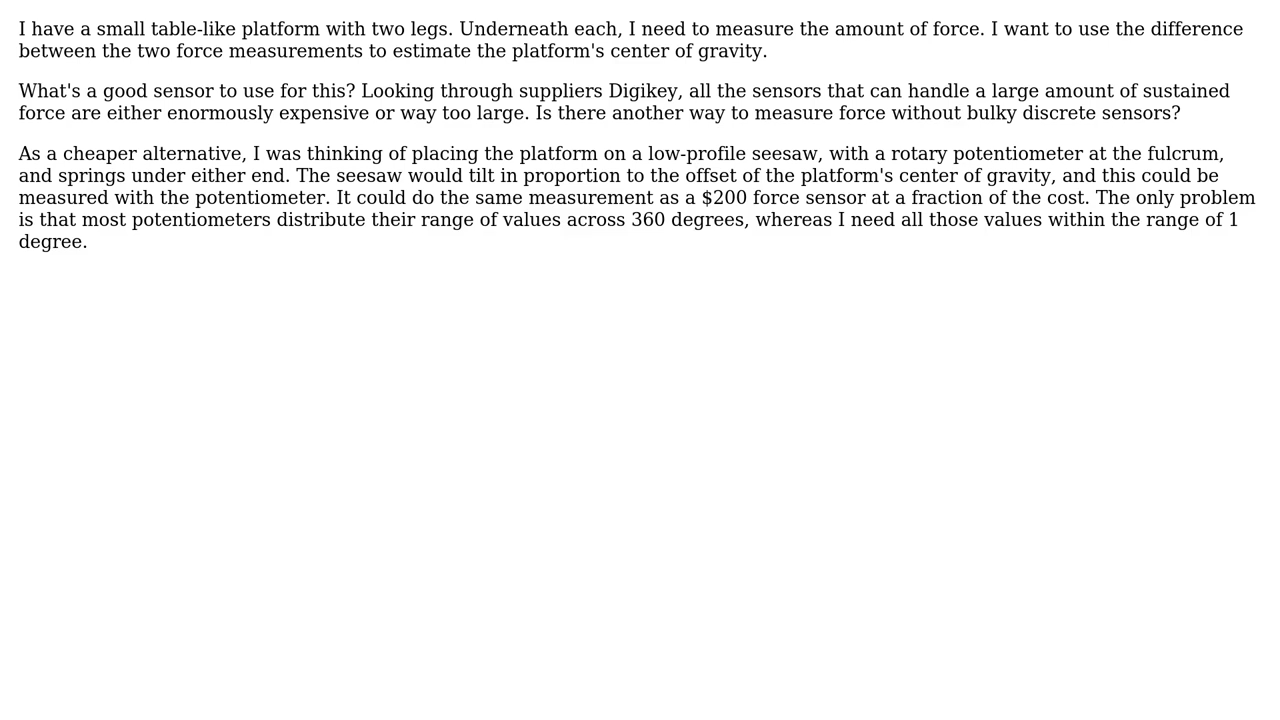 I have a small table-like platform with two legs. Underneath each, I need to measure the amount of force. I want to use the difference
between the two force measurements to estimate the platform's center of gravity.
What's a good sensor to use for this? Looking through suppliers Digikey, all the sensors that can handle a large amount of sustained
force are either enormously expensive or way too large. Is there another way to measure force without bulky discrete sensors?
As a cheaper alternative, I was thinking of placing the platform on a low-profile seesaw, with a rotary potentiometer at the fulcrum,
and springs under either end. The seesaw would tilt in proportion to the offset of the platform's center of gravity, and this could be
measured with the potentiometer. It could do the same measurement as a $200 force sensor at a fraction of the cost. The only problem
is that most potentiometers distribute their range of values across 360 degrees, whereas I need all those values within the range of 1
degree.